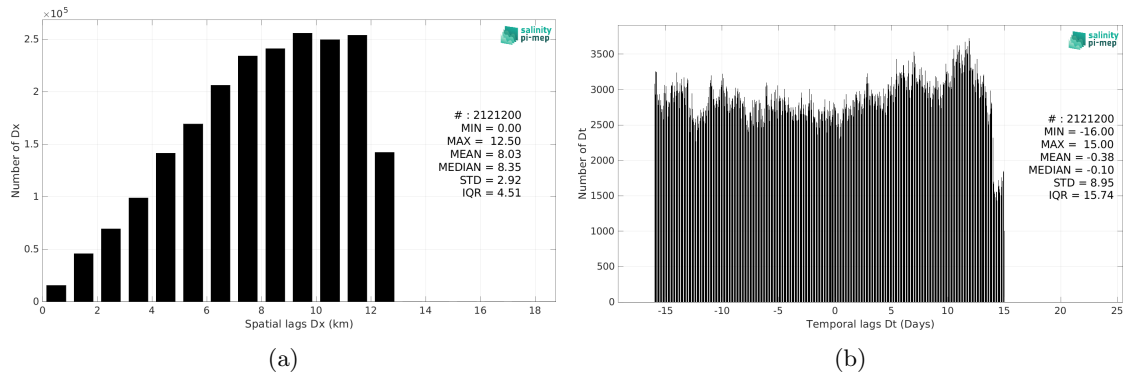 ×10⁵
2.5
2
1.5
1
0.5
0
Number of Dx
salinity
pi-mep
# : 2121200
MIN = 0.00
MAX = 12.50
MEAN = 8.03
MEDIAN = 8.35
STD = 2.92
IQR = 4.51
0 2 4 6 8 10 12 14 16 18
Spatial lags Dx (km)
(a)
3500
3000
2500
2000
1500
1000
500
0
Number of Dt
salinity
pi-mep
# : 2121200
MIN = -16.00
MAX = 15.00
MEAN = -0.38
MEDIAN = -0.10
STD = 8.95
IQR = 15.74
-15 -10 -5 0 5 10 15 20 25
Temporal lags Dt (Days)
(b)